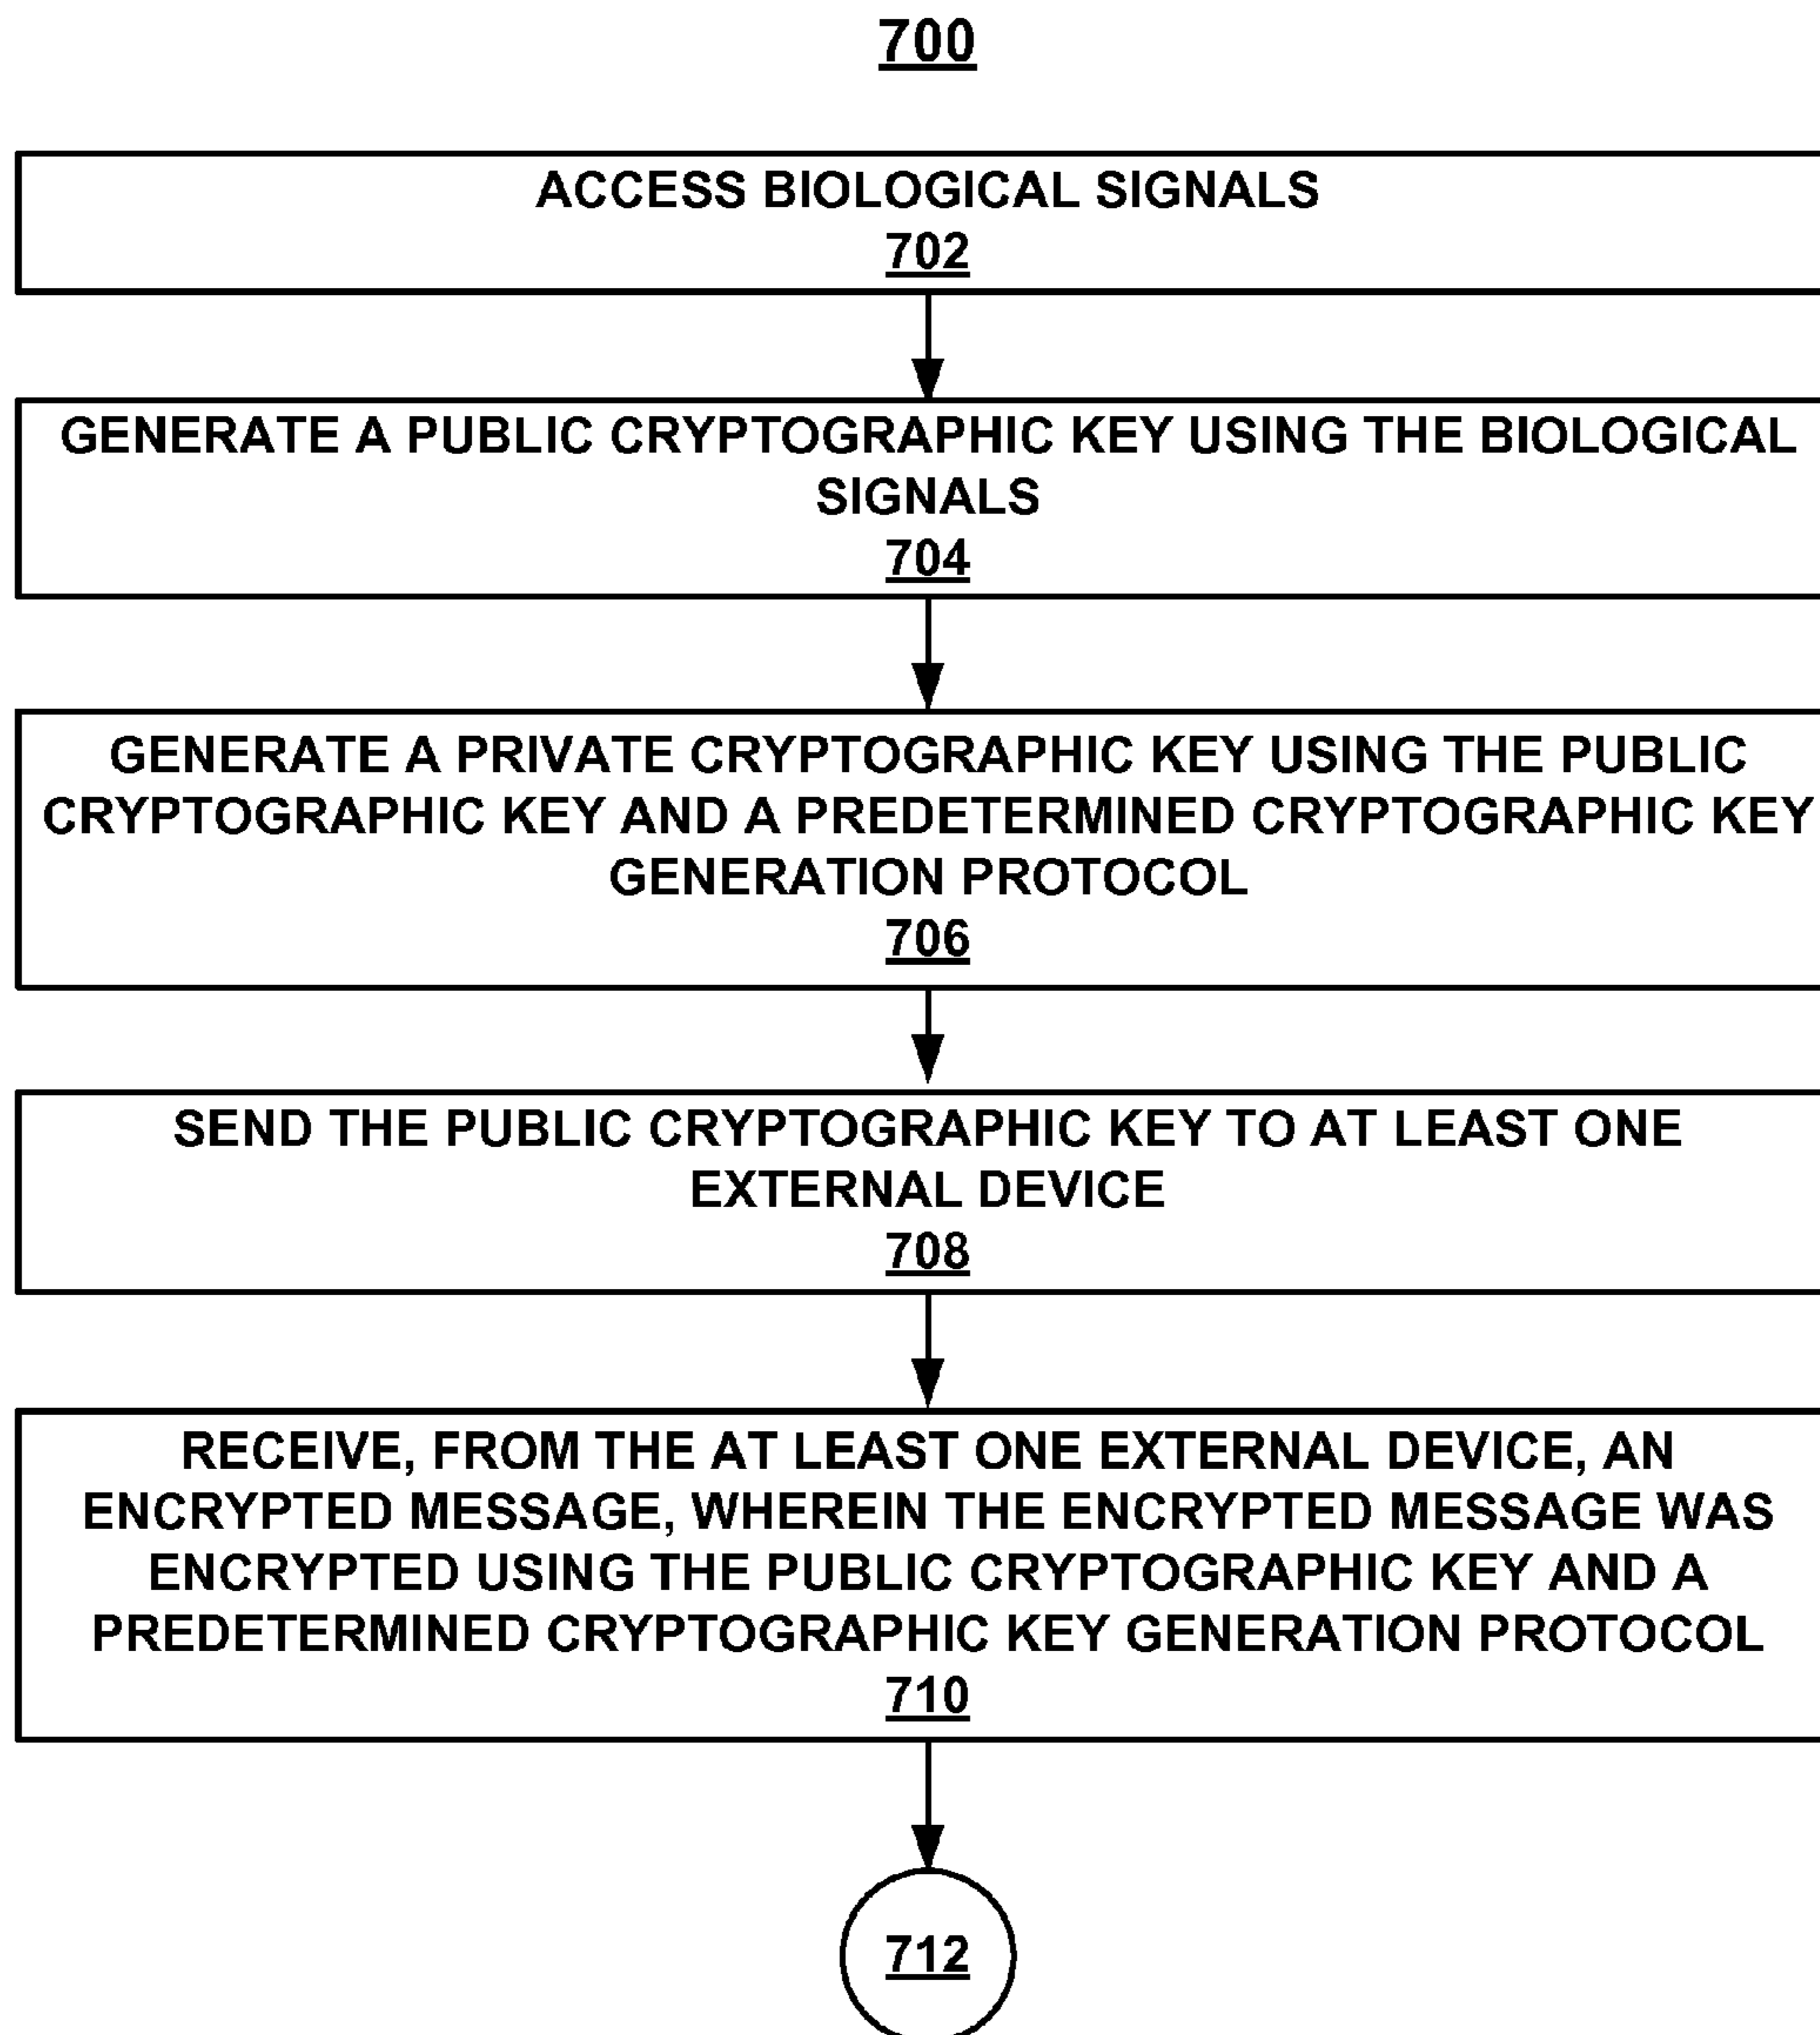 700
ACCESS BIOLOGICAL SIGNALS
702
GENERATE A PUBLIC CRYPTOGRAPHIC KEY USING THE BIOLOGICAL
SIGNALS
704
GENERATE A PRIVATE CRYPTOGRAPHIC KEY USING THE PUBLIC
CRYPTOGRAPHIC KEY AND A PREDETERMINED CRYPTOGRAPHIC KEY
GENERATION PROTOCOL
706
SEND THE PUBLIC CRYPTOGRAPHIC KEY TO AT LEAST ONE
EXTERNAL DEVICE
708
RECEIVE, FROM THE AT LEAST ONE EXTERNAL DEVICE, AN
ENCRYPTED MESSAGE, WHEREIN THE ENCRYPTED MESSAGE WAS
ENCRYPTED USING THE PUBLIC CRYPTOGRAPHIC KEY AND A
PREDETERMINED CRYPTOGRAPHIC KEY GENERATION PROTOCOL
710
712